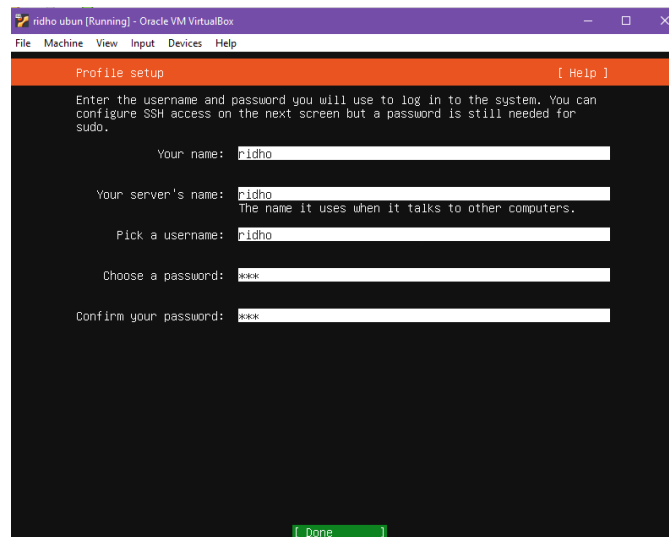 ridho ubun [Running] - Oracle VM VirtualBox
File Machine View Input Devices Help
Profile setup [ Help ]
Enter the username and password you will use to log in to the system. You can
configure SSH access on the next screen but a password is still needed for
sudo.
Your name: ridho
Your server's name: ridho
The name it uses when it talks to other computers.
Pick a username: ridho
Choose a password: ***
Confirm your password: ***
[ Done ]